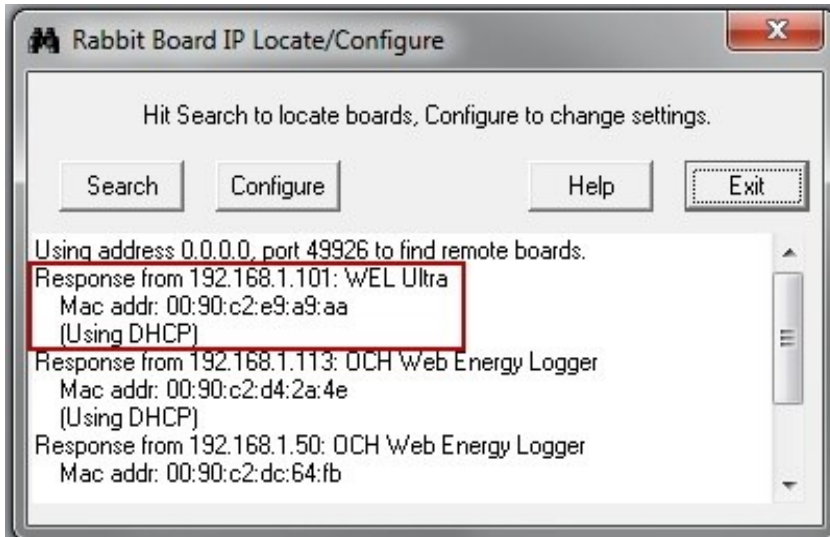 Rabbit Board IP Locate/Configure
Hit Search to locate boards, Configure to change settings.
Search Configure Help Exit
Using address 0.0.0.0, port 49926 to find remote boards.
Response from 192.168.1.101: WEL Ultra
Mac addr: 00:90:c2:e9:a9:aa
(Using DHCP)
Response from 192.168.1.113: OCH Web Energy Logger
Mac addr: 00:90:c2:d4:2a:4e
(Using DHCP)
Response from 192.168.1.50: OCH Web Energy Logger
Mac addr: 00:90:c2:dc:64:fb